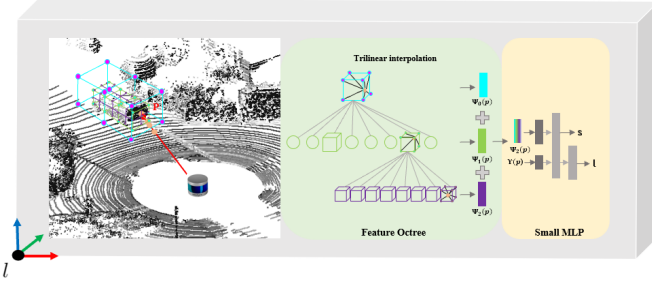 Trilinear interpolation
P
Ψ₀(p)
Ψ₁(p)
Ψ₂(p)
Feature Octree
Ψ₂(p)
ϒ(p)
s
l
Small MLP
l